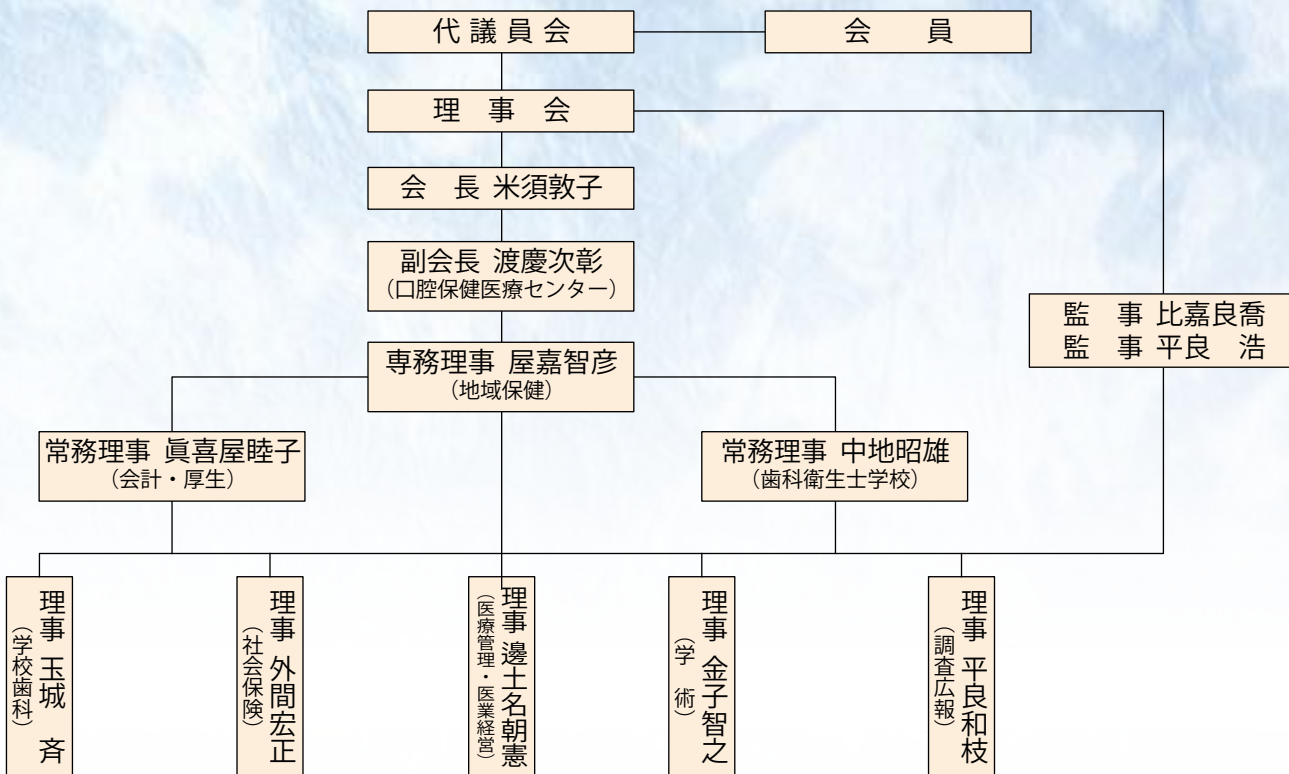 代議員会
会　員
理　事　会
会　長 米須敦子
副会長 渡慶次彰
（口腔保健医療センター）
監　事 比嘉良喬
監　事 平良　浩
専務理事 屋嘉智彦
（地域保健）
常務理事 眞喜屋睦子
（会計・厚生）
常務理事 中地昭雄
（歯科衛生士学校）
理事 玉城　斉
（学校歯科）
理事 外間宏正
（社会保険）
理事 邊土名朝憲
（医療管理・医業経営）
理事 金子智之
（学　術）
理事 平良和枝
（調査広報）